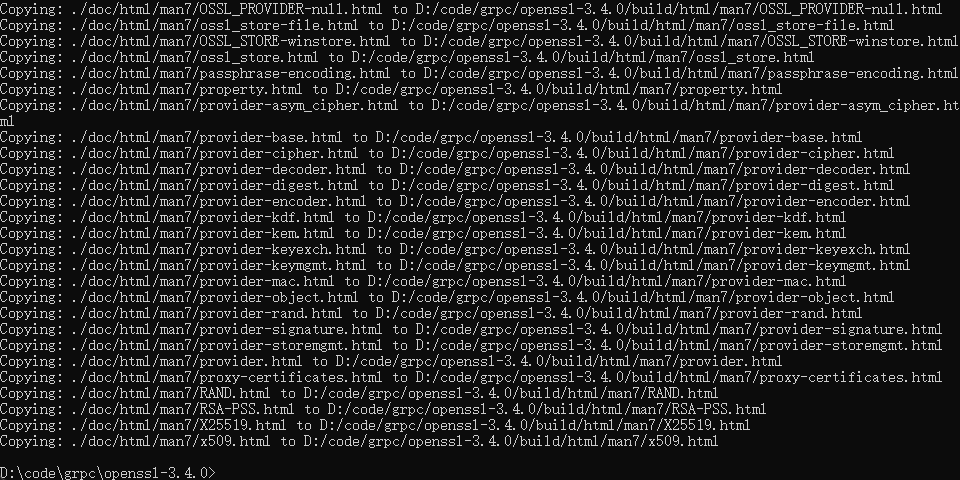 Copying: ./doc/html/man7/OSSL_PROVIDER-null.html to D:/code/grpc/openssl-3.4.0/build/html/man7/OSSL_PROVIDER-null.html
Copying: ./doc/html/man7/ossl_store-file.html to D:/code/grpc/openssl-3.4.0/build/html/man7/ossl_store-file.html
Copying: ./doc/html/man7/OSSL_STORE-winstore.html to D:/code/grpc/openssl-3.4.0/build/html/man7/OSSL_STORE-winstore.html
Copying: ./doc/html/man7/ossl_store.html to D:/code/grpc/openssl-3.4.0/build/html/man7/ossl_store.html
Copying: ./doc/html/man7/passphrase-encoding.html to D:/code/grpc/openssl-3.4.0/build/html/man7/passphrase-encoding.html
Copying: ./doc/html/man7/property.html to D:/code/grpc/openssl-3.4.0/build/html/man7/property.html
Copying: ./doc/html/man7/provider-asym_cipher.html to D:/code/grpc/openssl-3.4.0/build/html/man7/provider-asym_cipher.ht
ml
Copying: ./doc/html/man7/provider-base.html to D:/code/grpc/openssl-3.4.0/build/html/man7/provider-base.html
Copying: ./doc/html/man7/provider-cipher.html to D:/code/grpc/openssl-3.4.0/build/html/man7/provider-cipher.html
Copying: ./doc/html/man7/provider-decoder.html to D:/code/grpc/openssl-3.4.0/build/html/man7/provider-decoder.html
Copying: ./doc/html/man7/provider-digest.html to D:/code/grpc/openssl-3.4.0/build/html/man7/provider-digest.html
Copying: ./doc/html/man7/provider-encoder.html to D:/code/grpc/openssl-3.4.0/build/html/man7/provider-encoder.html
Copying: ./doc/html/man7/provider-kdf.html to D:/code/grpc/openssl-3.4.0/build/html/man7/provider-kdf.html
Copying: ./doc/html/man7/provider-kem.html to D:/code/grpc/openssl-3.4.0/build/html/man7/provider-kem.html
Copying: ./doc/html/man7/provider-keyexch.html to D:/code/grpc/openssl-3.4.0/build/html/man7/provider-keyexch.html
Copying: ./doc/html/man7/provider-keymgmt.html to D:/code/grpc/openssl-3.4.0/build/html/man7/provider-keymgmt.html
Copying: ./doc/html/man7/provider-mac.html to D:/code/grpc/openssl-3.4.0/build/html/man7/provider-mac.html
Copying: ./doc/html/man7/provider-object.html to D:/code/grpc/openssl-3.4.0/build/html/man7/provider-object.html
Copying: ./doc/html/man7/provider-rand.html to D:/code/grpc/openssl-3.4.0/build/html/man7/provider-rand.html
Copying: ./doc/html/man7/provider-signature.html to D:/code/grpc/openssl-3.4.0/build/html/man7/provider-signature.html
Copying: ./doc/html/man7/provider-storemgmt.html to D:/code/grpc/openssl-3.4.0/build/html/man7/provider-storemgmt.html
Copying: ./doc/html/man7/provider.html to D:/code/grpc/openssl-3.4.0/build/html/man7/provider.html
Copying: ./doc/html/man7/proxy-certificates.html to D:/code/grpc/openssl-3.4.0/build/html/man7/proxy-certificates.html
Copying: ./doc/html/man7/RAND.html to D:/code/grpc/openssl-3.4.0/build/html/man7/RAND.html
Copying: ./doc/html/man7/RSA-PSS.html to D:/code/grpc/openssl-3.4.0/build/html/man7/RSA-PSS.html
Copying: ./doc/html/man7/X25519.html to D:/code/grpc/openssl-3.4.0/build/html/man7/X25519.html
Copying: ./doc/html/man7/x509.html to D:/code/grpc/openssl-3.4.0/build/html/man7/x509.html
D:\code\grpc\openssl-3.4.0>